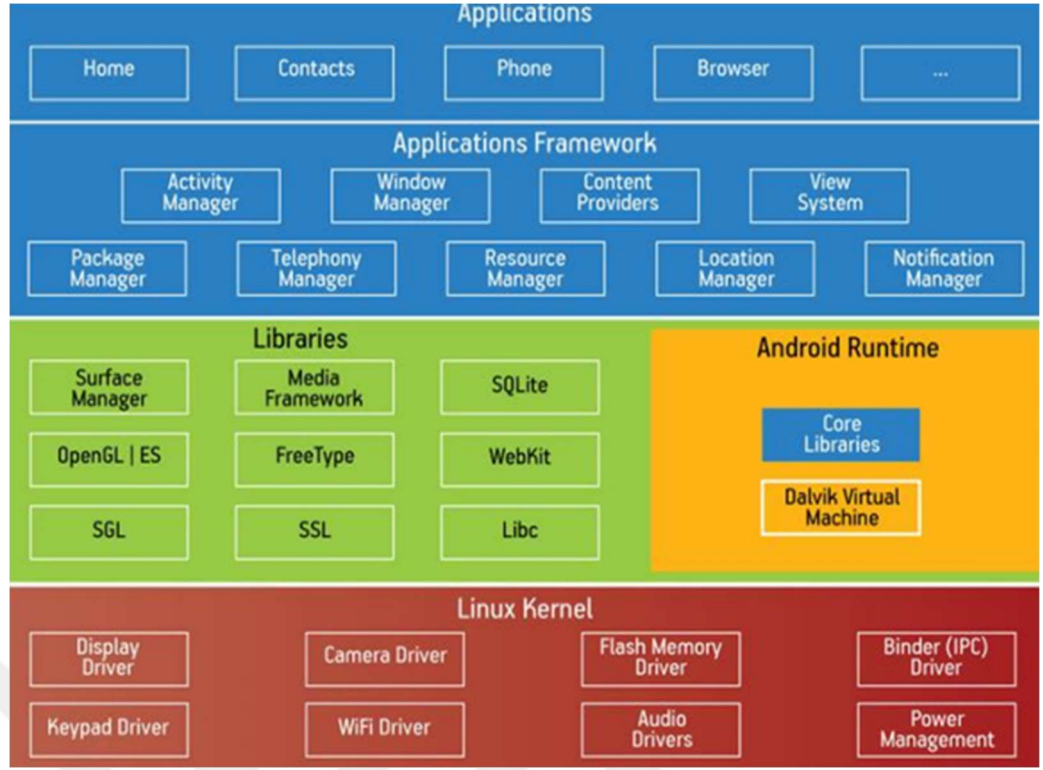 Applications
Home
Contacts
Phone
Browser
...
Applications Framework
Activity
Manager
Window
Manager
Content
Providers
View
System
Package
Manager
Telephony
Manager
Resource
Manager
Location
Manager
Notification
Manager
Libraries
Surface
Manager
Media
Framework
SQLite
OpenGL | ES
FreeType
WebKit
SGL
SSL
Libc
Android Runtime
Core
Libraries
Dalvik Virtual
Machine
Linux Kernel
Display
Driver
Camera Driver
Flash Memory
Driver
Binder (IPC)
Driver
Keypad Driver
WiFi Driver
Audio
Drivers
Power
Management